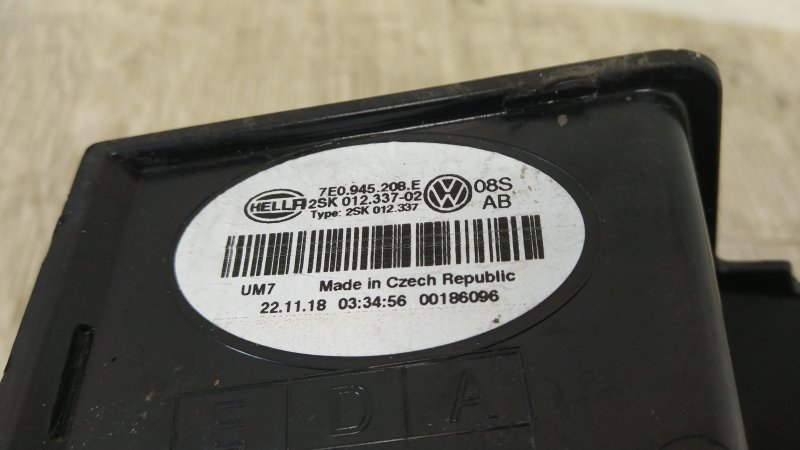 HELLA
7E0.945.208.E
2SK 012.337-02
Type: 2SK 012.337
VW
08S
AB
UM7 Made in Czech Republic
22.11.18 03:34:56 00186096
E D A